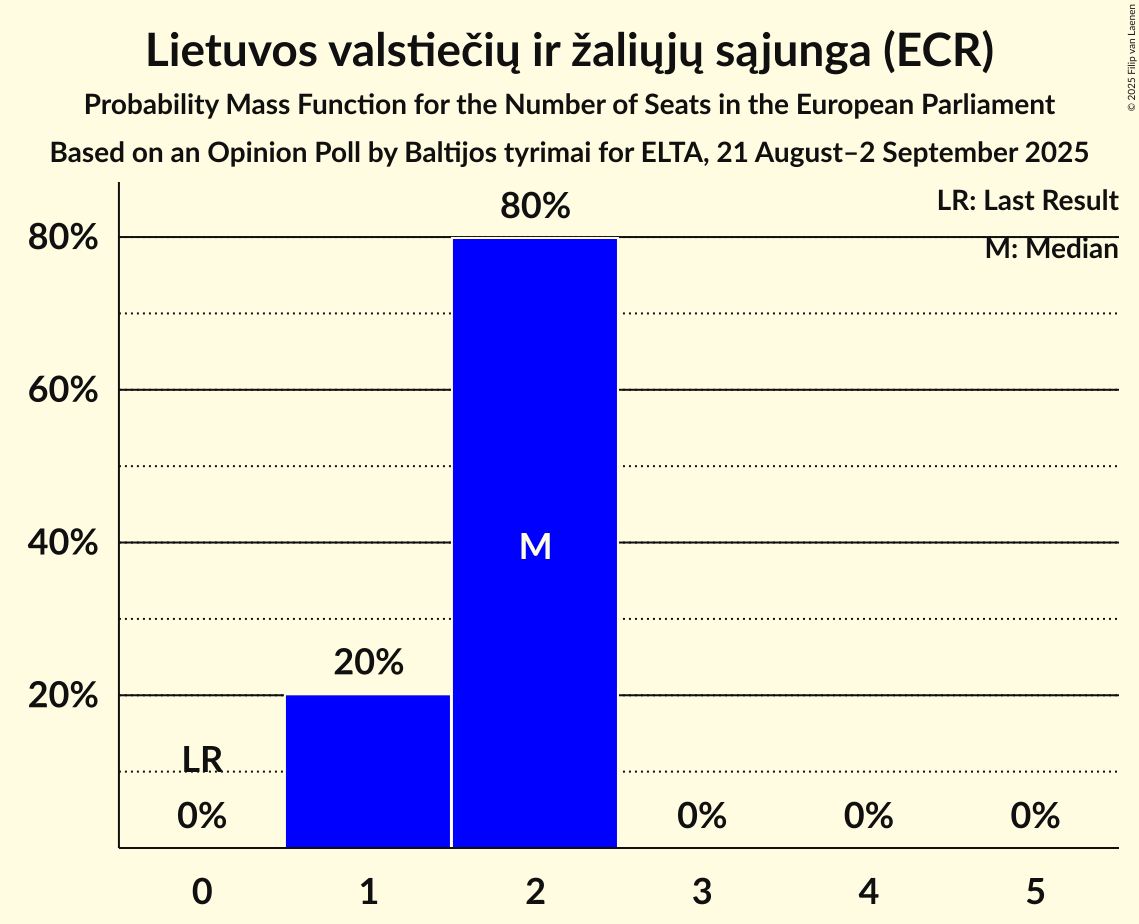 Lietuvos valstiečių ir žaliųjų sąjunga (ECR)
Probability Mass Function for the Number of Seats in the European Parliament
Based on an Opinion Poll by Baltijos tyrimai for ELTA, 21 August–2 September 2025
© 2025 Filip van Laenen
LR: Last Result
M: Median
80%
80%
60%
40%
M
20%
20%
LR
0%
0%
0%
0%
0 1 2 3 4 5